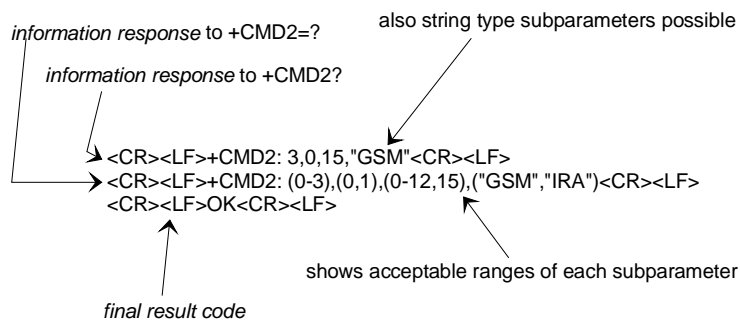 also string type subparameters possible
information response to +CMD2=?
information response to +CMD2?
<CR><LF>+CMD2: 3,0,15,"GSM"<CR><LF>
<CR><LF>+CMD2: (0-3),(0,1),(0-12,15),("GSM","IRA")<CR><LF>
<CR><LF>OK<CR><LF>
shows acceptable ranges of each subparameter
final result code